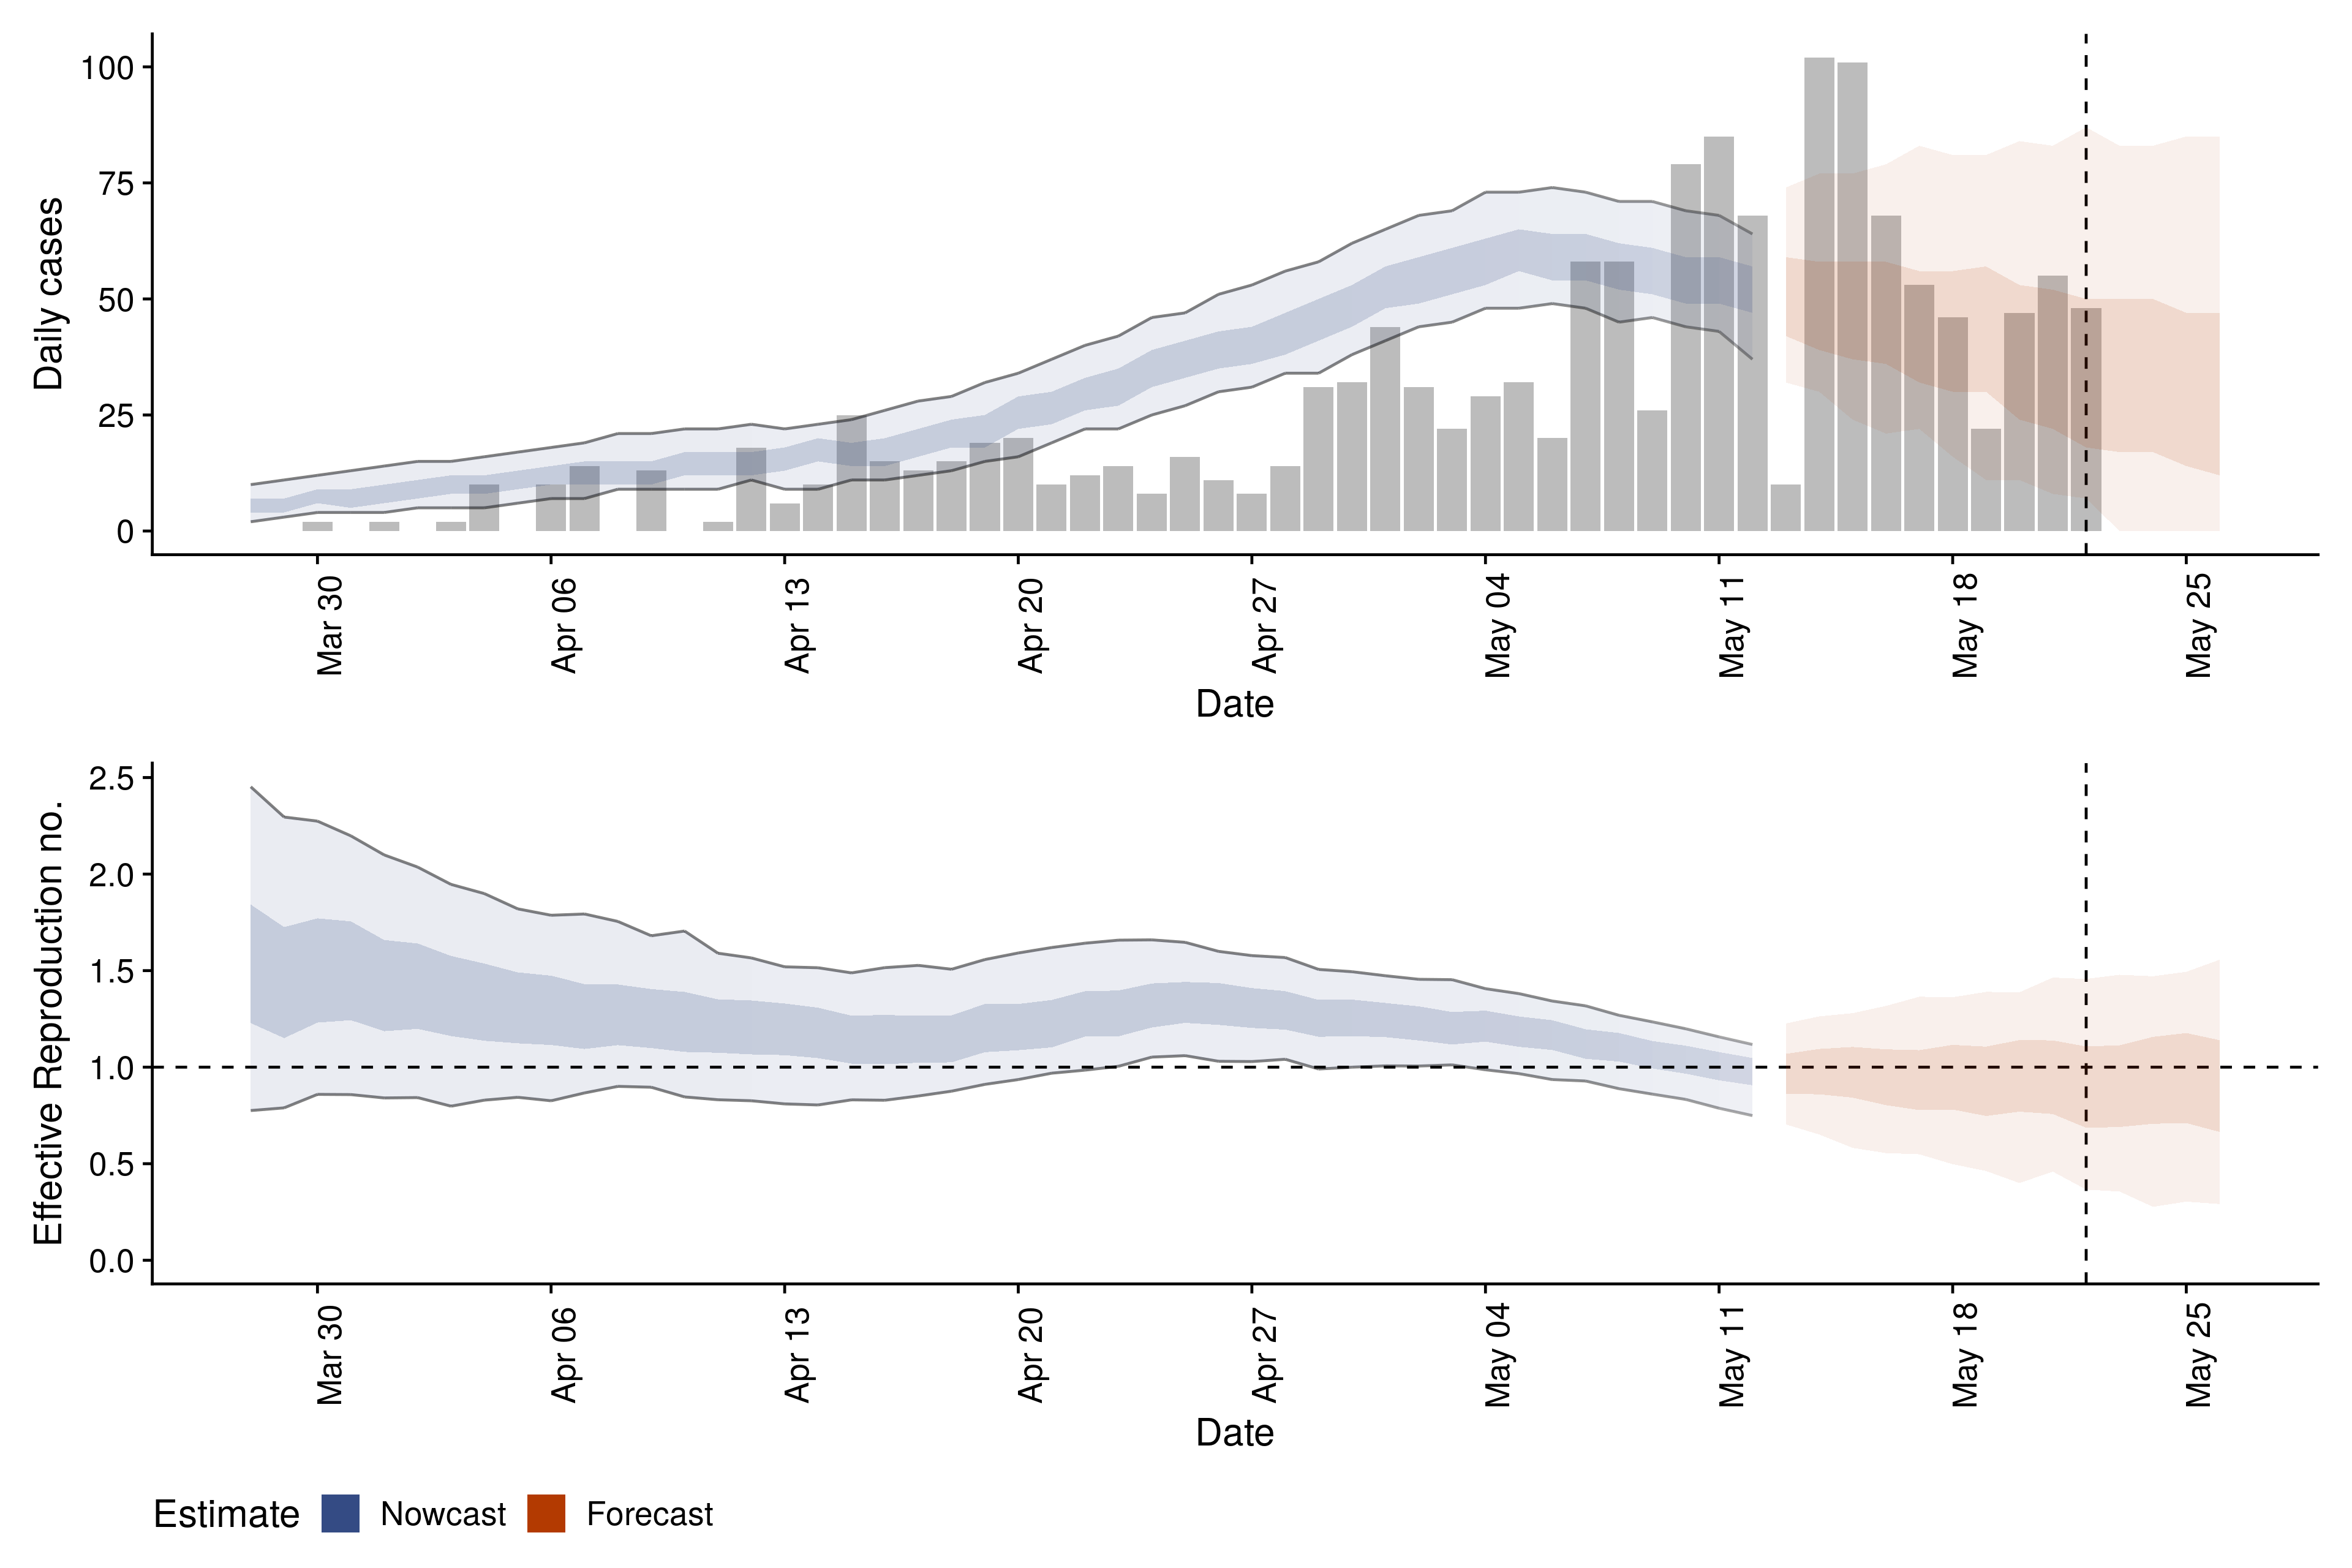 Daily cases
100
75
50
25
0
Mar 30
Apr 06
Apr 13
Apr 20
Apr 27
May 04
May 11
May 18
May 25
Date
Effective Reproduction no.
2.5
2.0
1.5
1.0
0.5
0.0
Mar 30
Apr 06
Apr 13
Apr 20
Apr 27
May 04
May 11
May 18
May 25
Date
Estimate Nowcast Forecast